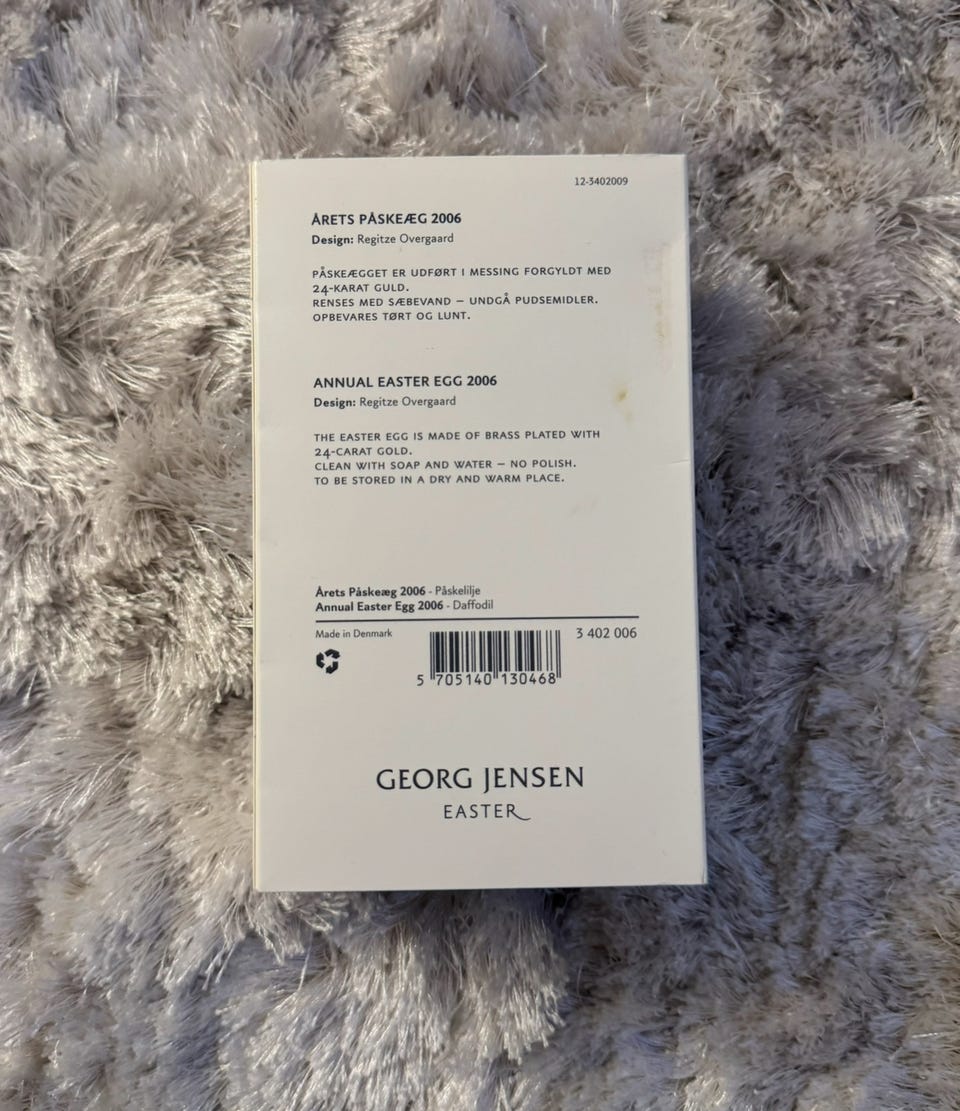 12-3402009
ÅRETS PÅSKEÆG 2006
Design: Regitze Overgaard
PÅSKEÆGGET ER UDFØRT I MESSING FORGYLDT MED
24-KARAT GULD.
RENSES MED SÆBEVAND – UNDGÅ PUDSEMIDLER.
OPBEVARES TØRT OG LUNT.
ANNUAL EASTER EGG 2006
Design: Regitze Overgaard
THE EASTER EGG IS MADE OF BRASS PLATED WITH
24-CARAT GOLD.
CLEAN WITH SOAP AND WATER – NO POLISH.
TO BE STORED IN A DRY AND WARM PLACE.
Årets Påskeæg 2006 - Påskelilje
Annual Easter Egg 2006 - Daffodil
Made in Denmark
3 402 006
5 705140 130468
GEORG JENSEN
EASTER